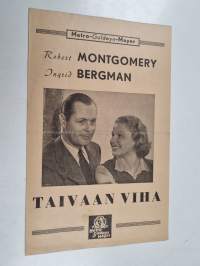 Metro-Goldwyn-Mayer
Robert MONTGOMERY
Ingrid BERGMAN
TAIVAAN VIHA